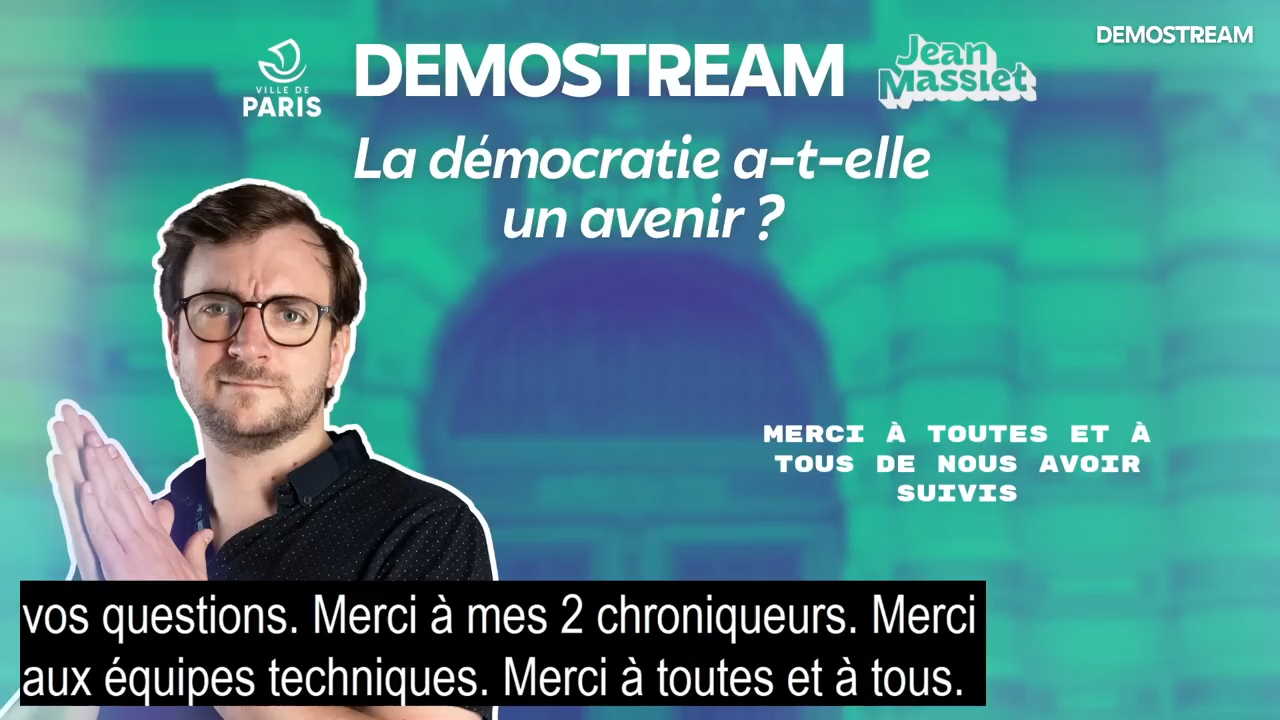 VILLE DE
PARIS
DEMOSTREAM
Jean
Massiet
DEMOSTREAM
La démocratie a-t-elle
un avenir ?
MERCI À TOUTES ET À
TOUS DE NOUS AVOIR
SUIVIS
vos questions. Merci à mes 2 chroniqueurs. Merci
aux équipes techniques. Merci à toutes et à tous.